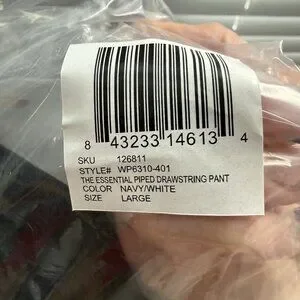 8 43233 14613 4
SKU 126811
STYLE# WP6310-401
THE ESSENTIAL PIPED DRAWSTRING PANT
COLOR NAVY/WHITE
SIZE LARGE